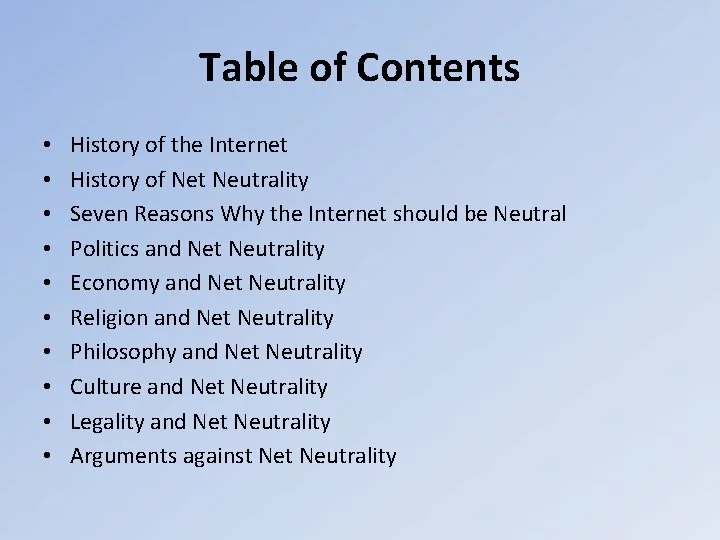 Table of Contents
• History of the Internet
• History of Net Neutrality
• Seven Reasons Why the Internet should be Neutral
• Politics and Net Neutrality
• Economy and Net Neutrality
• Religion and Net Neutrality
• Philosophy and Net Neutrality
• Culture and Net Neutrality
• Legality and Net Neutrality
• Arguments against Net Neutrality